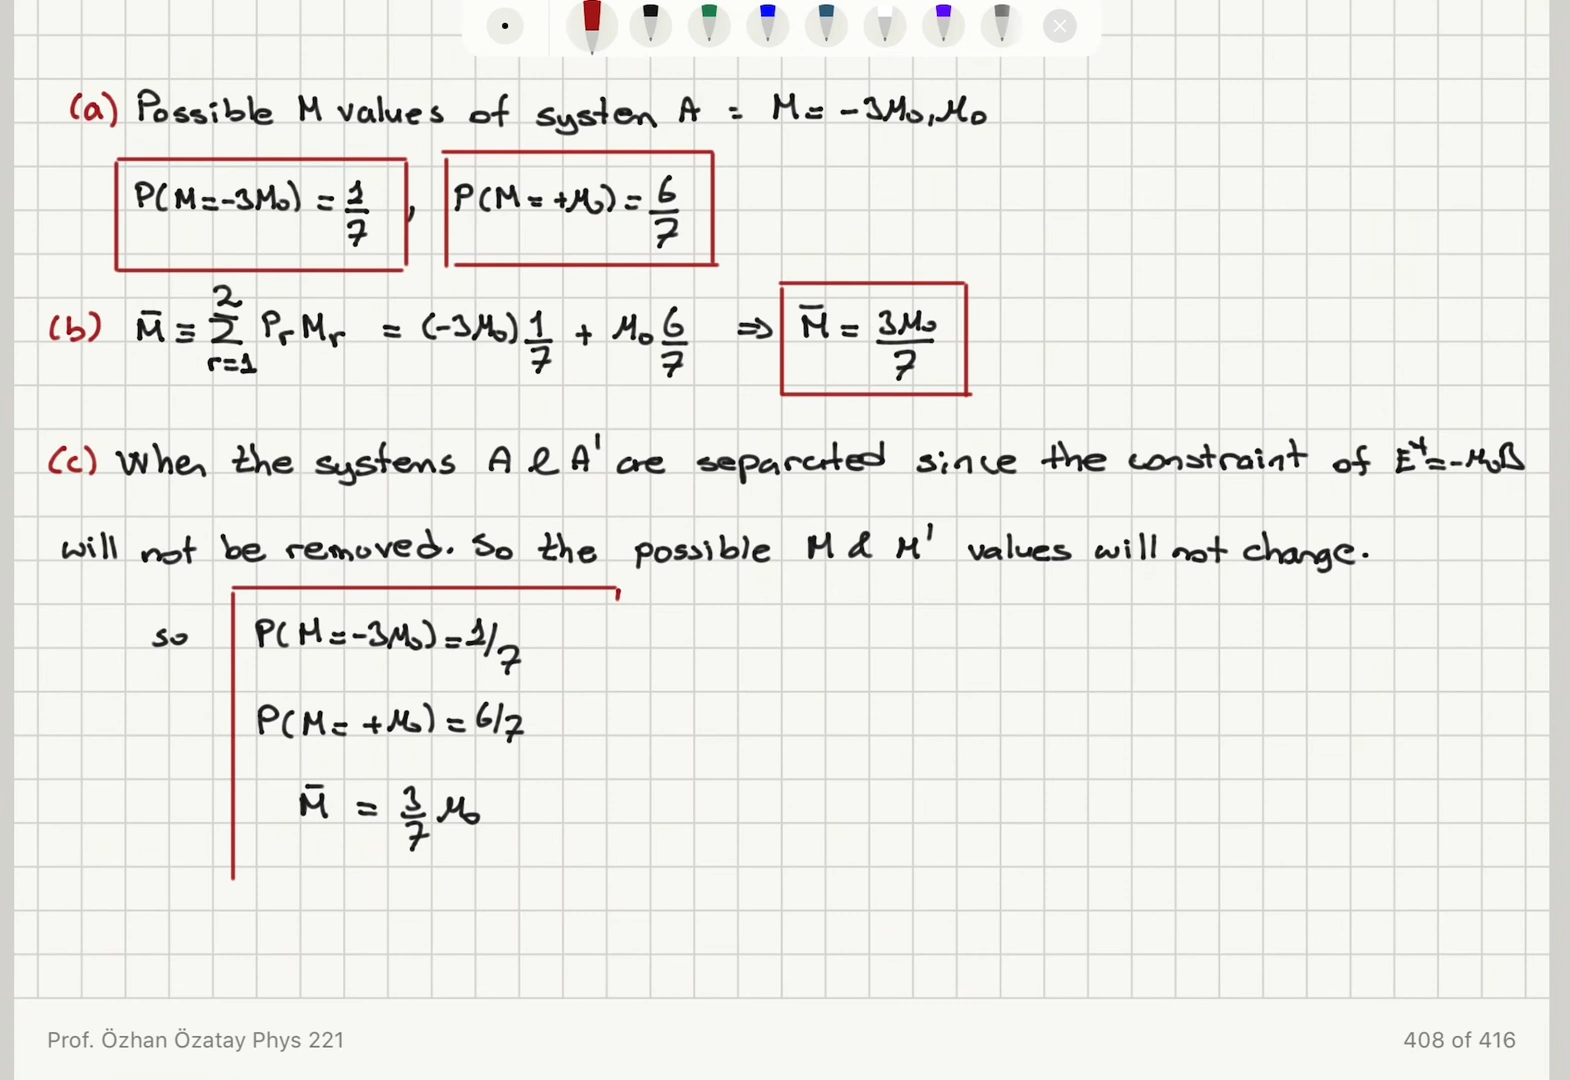 (a) Possible M values of systen A = M = -3μ₀, μ₀
P(M=-3μ₀) = 1/7 , P(M=+μ₀) = 6/7
(b) M̄ ≡ Σ_{r=1}^{2} P_r M_r = (-3μ₀) 1/7 + μ₀ 6/7 ⇒ M̄ = 3μ₀/7
(c) When the systems A & A' are separated since the constraint of E*=-μ₀B
will not be removed. So the possible M & M' values will not change.
so P(M=-3μ₀) = 1/7
P(M=+μ₀) = 6/7
M̄ = 3/7 μ₀
Prof. Özhan Özatay Phys 221
408 of 416